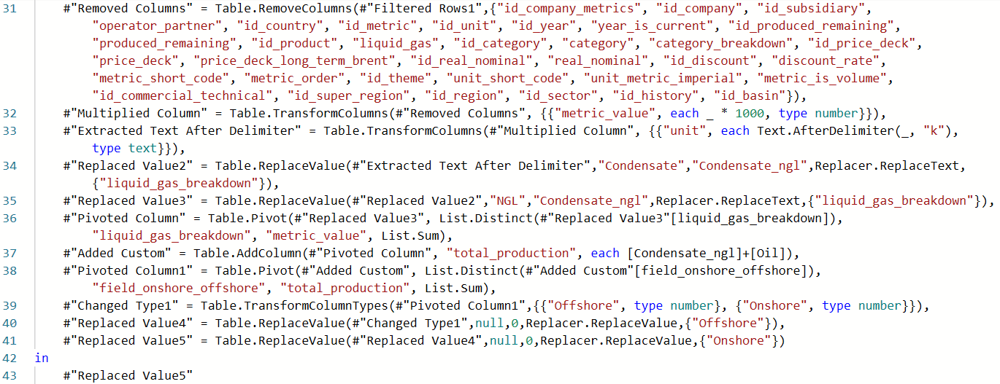 31 #"Removed Columns" = Table.RemoveColumns(#"Filtered Rows1",{"id_company_metrics", "id_company", "id_subsidiary",
"operator_partner", "id_country", "id_metric", "id_unit", "id_year", "year_is_current", "id_produced_remaining",
"produced_remaining", "id_product", "liquid_gas", "id_category", "category", "category_breakdown", "id_price_deck",
"price_deck", "price_deck_long_term_brent", "id_real_nominal", "real_nominal", "id_discount", "discount_rate",
"metric_short_code", "metric_order", "id_theme", "unit_short_code", "unit_metric_imperial", "metric_is_volume",
"id_commercial_technical", "id_super_region", "id_region", "id_sector", "id_history", "id_basin"}),
32 #"Multiplied Column" = Table.TransformColumns(#"Removed Columns", {{"metric_value", each _ * 1000, type number}}),
33 #"Extracted Text After Delimiter" = Table.TransformColumns(#"Multiplied Column", {{"unit", each Text.AfterDelimiter(_, "k"),
type text}}),
34 #"Replaced Value2" = Table.ReplaceValue(#"Extracted Text After Delimiter","Condensate","Condensate_ngl",Replacer.ReplaceText,
{"liquid_gas_breakdown"}),
35 #"Replaced Value3" = Table.ReplaceValue(#"Replaced Value2","NGL","Condensate_ngl",Replacer.ReplaceText,{"liquid_gas_breakdown"}),
36 #"Pivoted Column" = Table.Pivot(#"Replaced Value3", List.Distinct(#"Replaced Value3"[liquid_gas_breakdown]),
"liquid_gas_breakdown", "metric_value", List.Sum),
37 #"Added Custom" = Table.AddColumn(#"Pivoted Column", "total_production", each [Condensate_ngl]+[Oil]),
38 #"Pivoted Column1" = Table.Pivot(#"Added Custom", List.Distinct(#"Added Custom"[field_onshore_offshore]),
"field_onshore_offshore", "total_production", List.Sum),
39 #"Changed Type1" = Table.TransformColumnTypes(#"Pivoted Column1",{{"Offshore", type number}, {"Onshore", type number}}),
40 #"Replaced Value4" = Table.ReplaceValue(#"Changed Type1",null,0,Replacer.ReplaceValue,{"Offshore"}),
41 #"Replaced Value5" = Table.ReplaceValue(#"Replaced Value4",null,0,Replacer.ReplaceValue,{"Onshore"})
42 in
43 #"Replaced Value5"